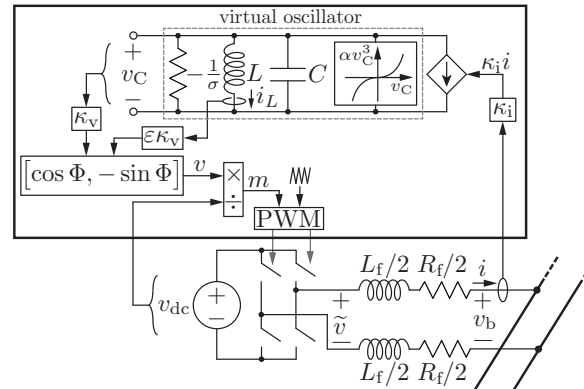 virtual oscillator
+
v_C
−
−1/σ
L
i_L
C
αv_C^3
v_C
κ_i i
κ_v
εκ_v
κ_i
[cos Φ, − sin Φ]
v
×
÷
m
PWM
v_dc
+
−
L_f/2
R_f/2
i
+
ṽ
−
+
v_b
−
L_f/2
R_f/2